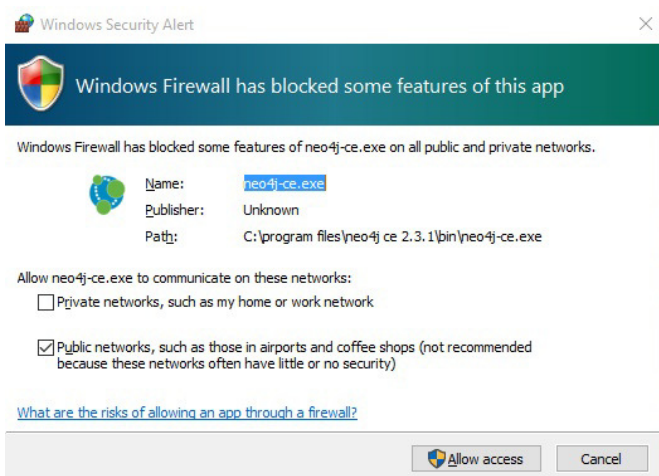 Windows Security Alert
Windows Firewall has blocked some features of this app
Windows Firewall has blocked some features of neo4j-ce.exe on all public and private networks.
Name: neo4j-ce.exe
Publisher: Unknown
Path: C:\program files\neo4j ce 2.3.1\bin\neo4j-ce.exe
Allow neo4j-ce.exe to communicate on these networks:
Private networks, such as my home or work network
Public networks, such as those in airports and coffee shops (not recommended
because these networks often have little or no security)
What are the risks of allowing an app through a firewall?
Allow access Cancel